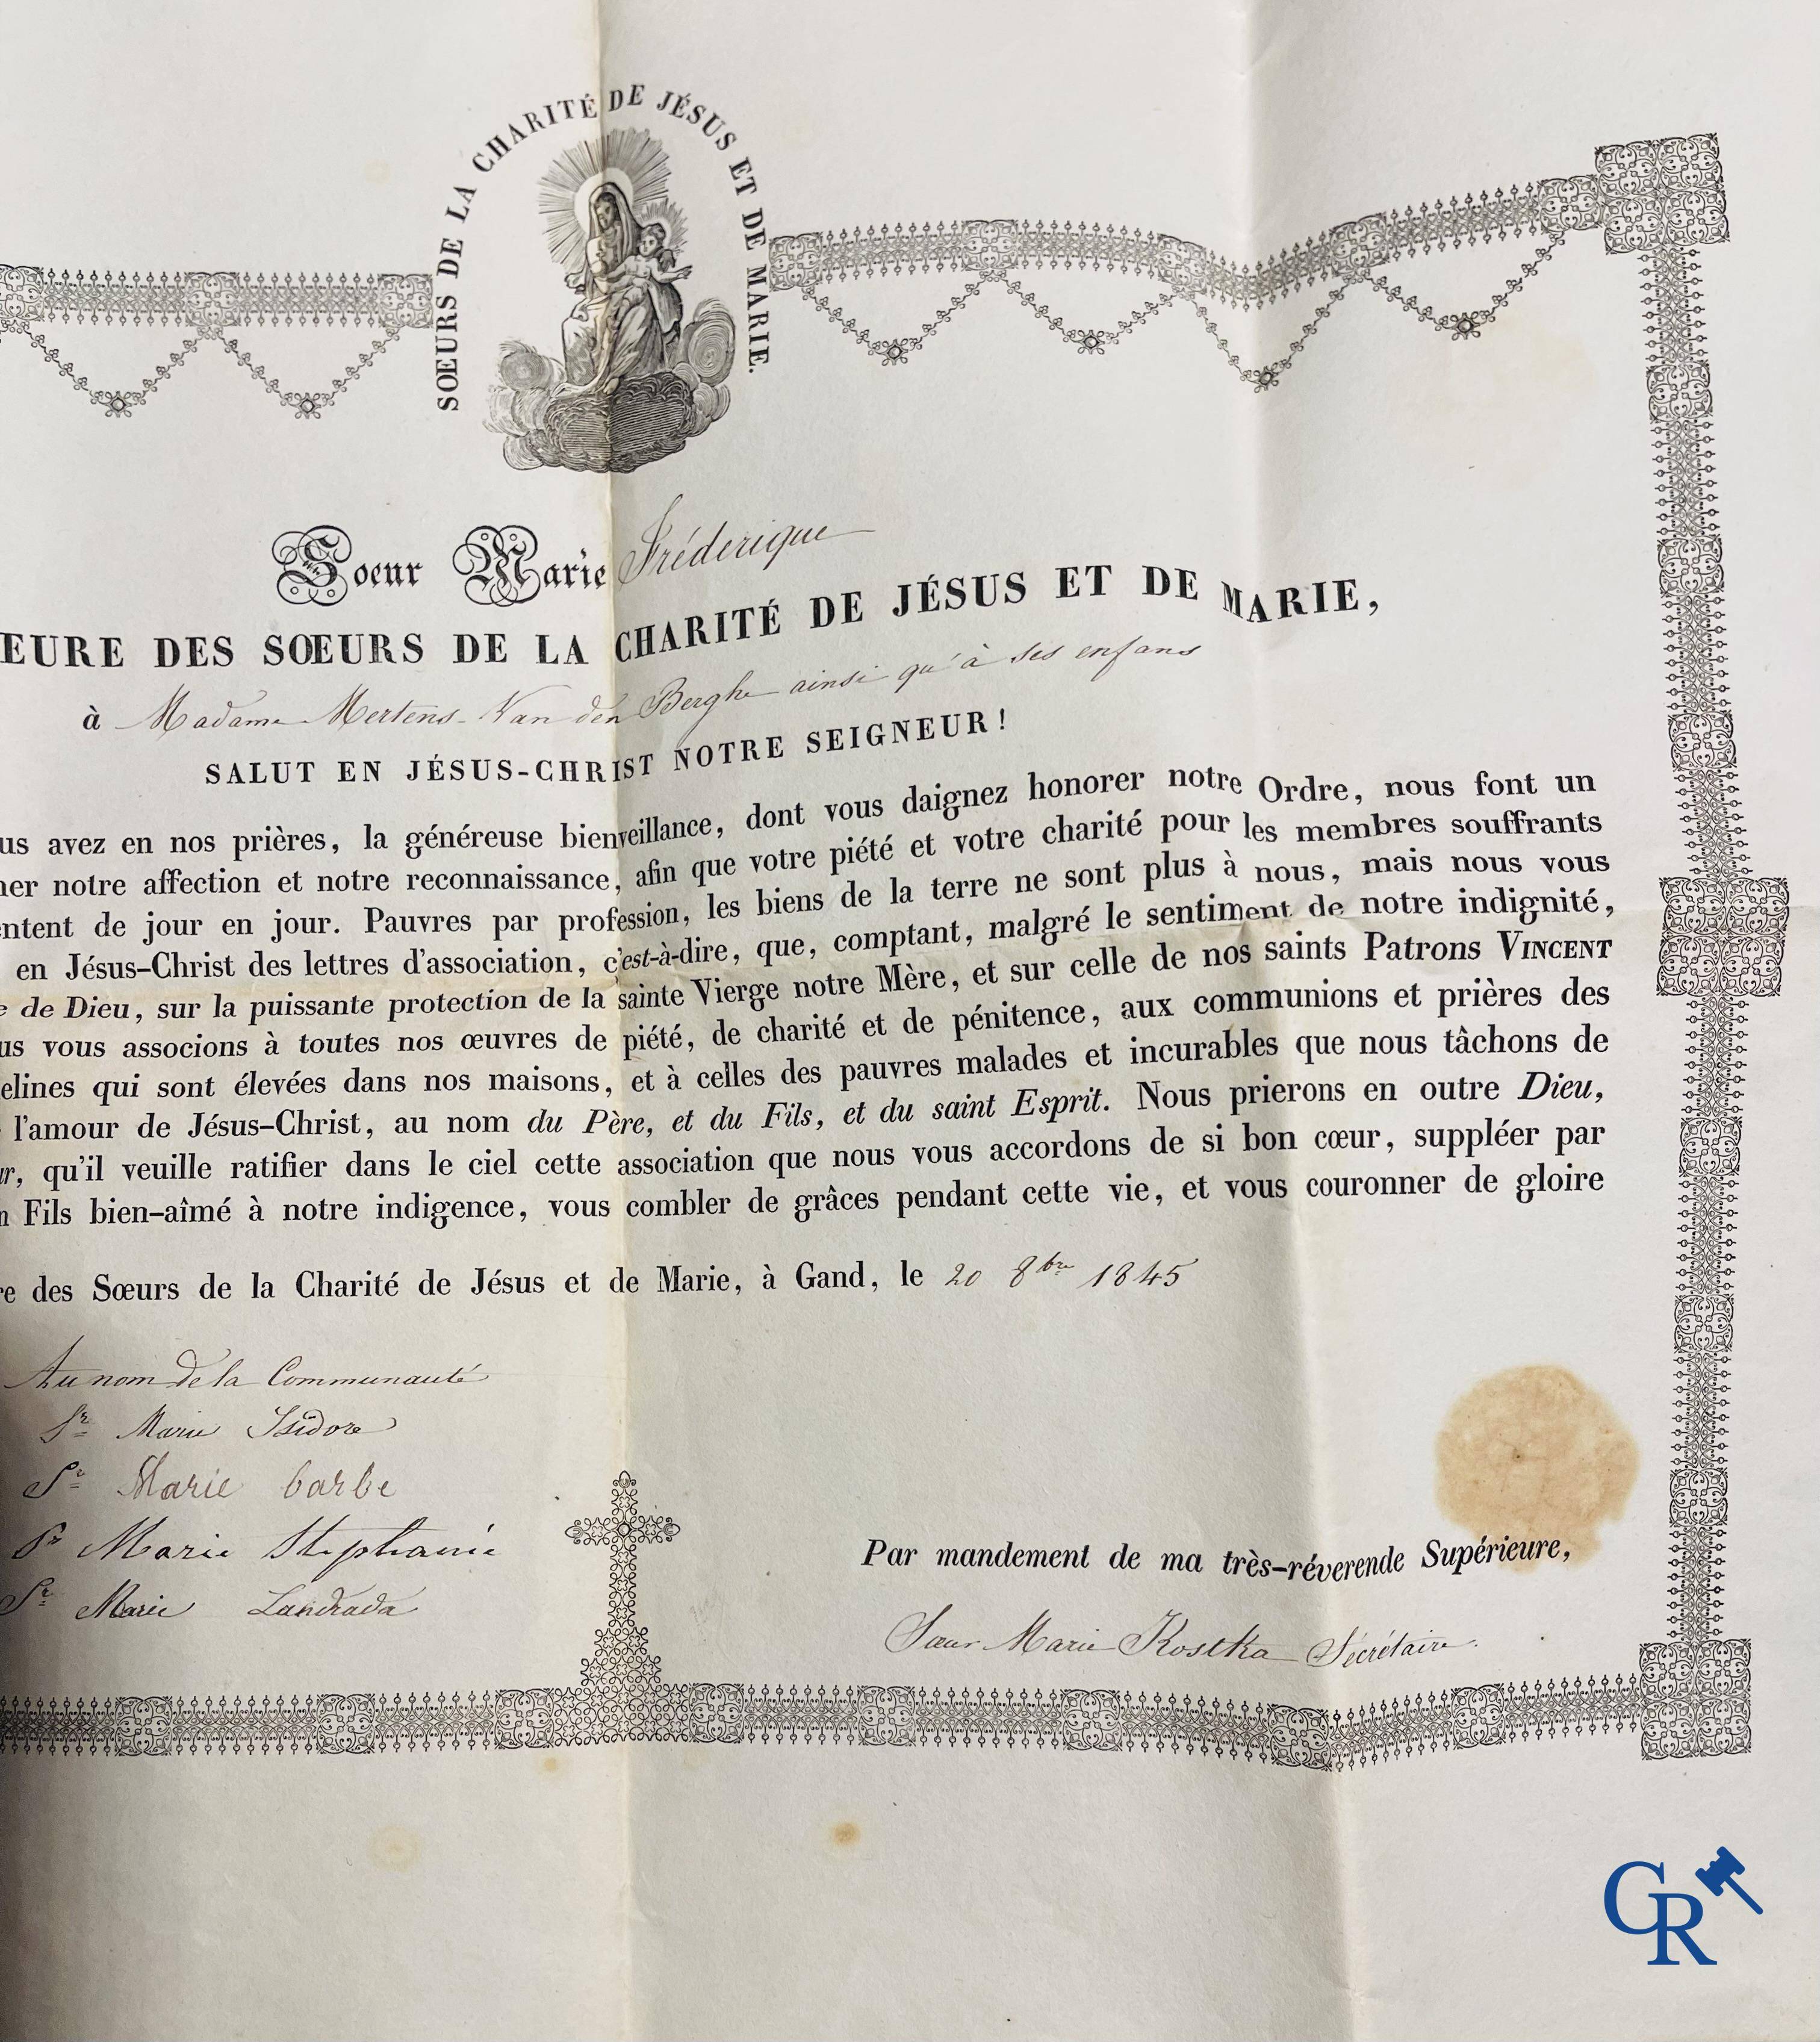 SŒURS DE LA CHARITÉ DE JÉSUS ET DE MARIE.
Soeur Marie Fréderique
EURE DES SŒURS DE LA CHARITÉ DE JÉSUS ET DE MARIE,
à Madame Mertens-Van den Berghe ainsi qu'à ses enfans
SALUT EN JÉSUS-CHRIST NOTRE SEIGNEUR !
us avez en nos prières, la généreuse bienveillance, dont vous daignez honorer notre Ordre, nous font un
ner notre affection et notre reconnaissance, afin que votre piété et votre charité pour les membres souffrants
entent de jour en jour. Pauvres par profession, les biens de la terre ne sont plus à nous, mais nous vous
en Jésus-Christ des lettres d'association, c'est-à-dire, que, comptant, malgré le sentiment de notre indignité,
e de Dieu, sur la puissante protection de la sainte Vierge notre Mère, et sur celle de nos saints Patrons VINCENT
us vous associons à toutes nos œuvres de piété, de charité et de pénitence, aux communions et prières des
elines qui sont élevées dans nos maisons, et à celles des pauvres malades et incurables que nous tâchons de
l'amour de Jésus-Christ, au nom du Père, et du Fils, et du saint Esprit. Nous prierons en outre Dieu,
ur, qu'il veuille ratifier dans le ciel cette association que nous vous accordons de si bon cœur, suppléer par
n Fils bien-aîmé à notre indigence, vous combler de grâces pendant cette vie, et vous couronner de gloire
re des Sœurs de la Charité de Jésus et de Marie, à Gand, le 20 8bre 1845
Au nom de la Communauté
Sr Marie Isidore
Sr Marie barbe
Sr Marie Stephanie
Sr Marie Landrada
Par mandement de ma très-réverende Supérieure,
Sœur Marie Kostka Sécrétaire.
CR